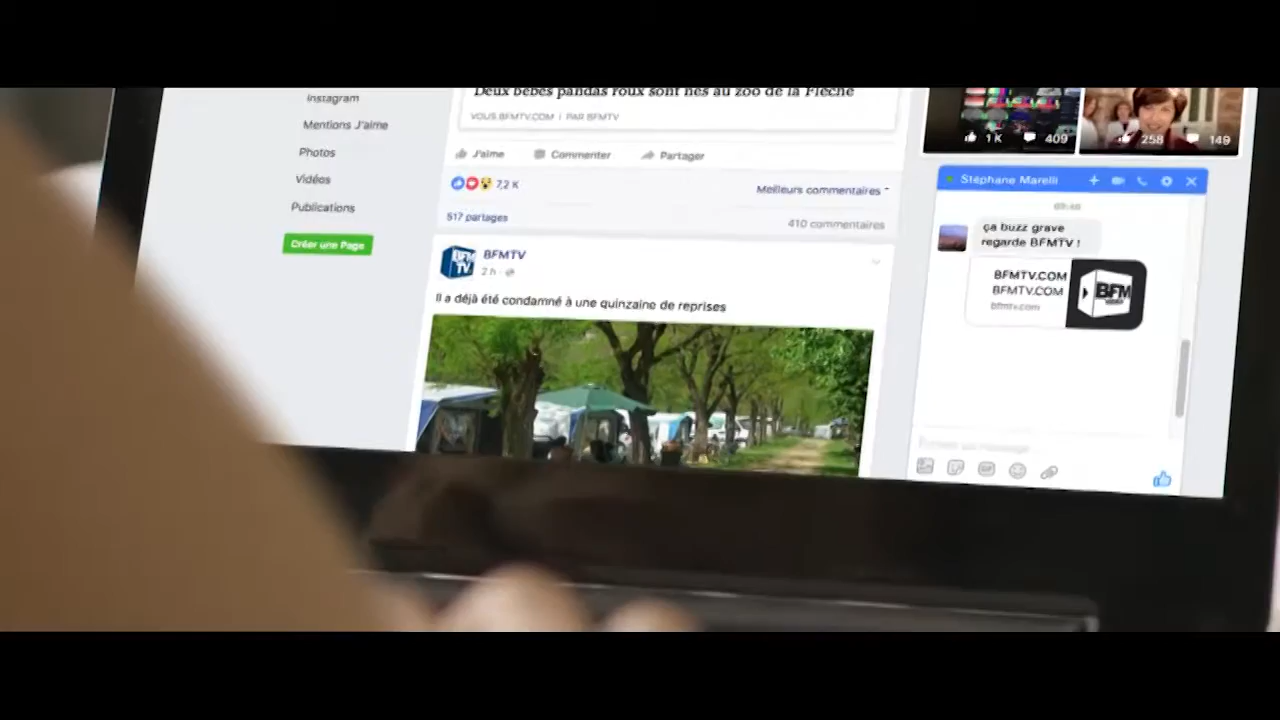 Instagram
Mentions J'aime
Photos
Vidéos
Publications
Créer une Page
Deux bébés pandas roux sont nés au zoo de la Flèche
VOUS.BFMTV.COM | PAR BFMTV
J'aime Commenter Partager
7,2 K
Meilleurs commentaires
517 partages
410 commentaires
BFM TV
BFMTV
2 h
Il a déjà été condamné à une quinzaine de reprises
1 K 409
258 149
Stéphane Marelli
ça buzz grave
regarde BFMTV !
BFMTV.COM
BFMTV.COM
bfmtv.com
BFM
GIF